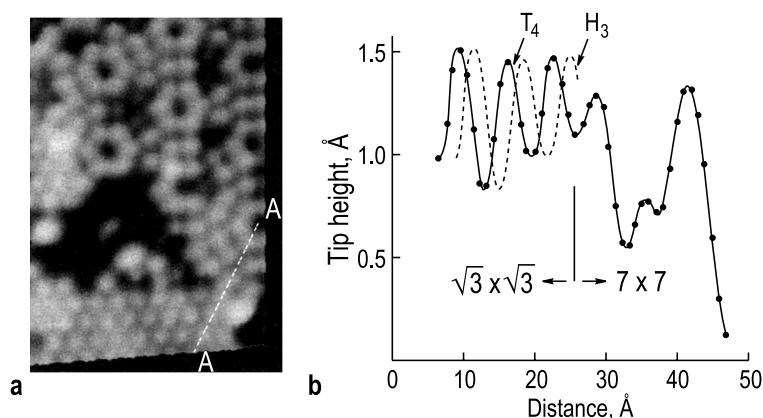 A
A
a
b
T₄
H₃
1.5
1.0
0.5
Tip height, Å
√3 x √3
7 x 7
0
10
20
30
40
50
Distance, Å